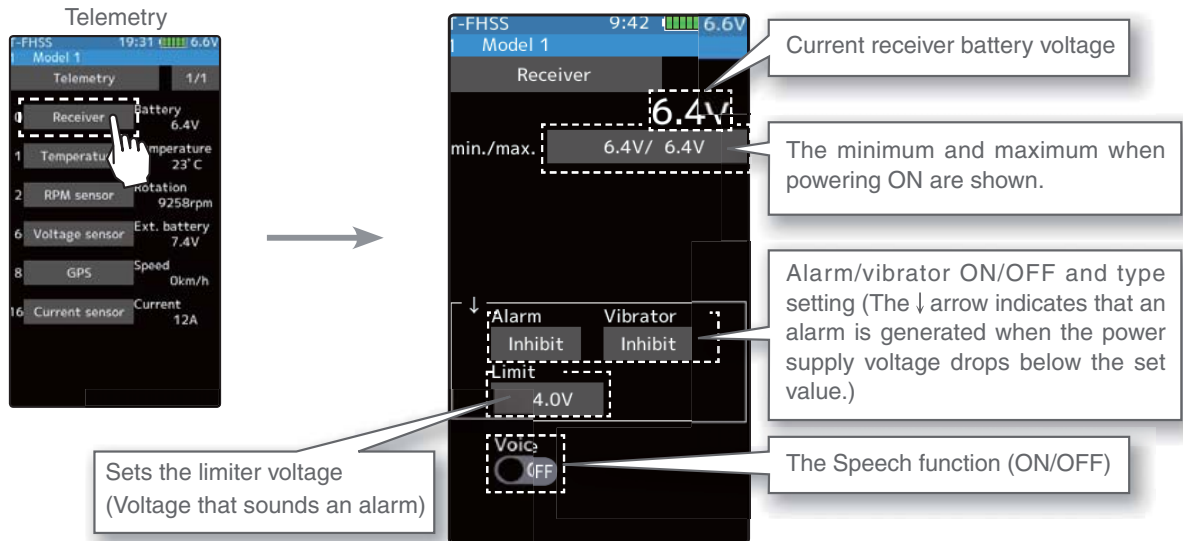 Telemetry
T-FHSS 19:31 6.6V
1 Model 1
Telemetry 1/1
0 Receiver Battery
6.4V
1 Temperatu mperature
23°C
2 RPM sensor Rotation
9258rpm
6 Voltage sensor Ext. battery
7.4V
8 GPS Speed
0km/h
16 Current sensor Current
12A
T-FHSS 9:42 6.6V
1 Model 1
Receiver
6.4V
min./max. 6.4V/ 6.4V
↓
Alarm Vibrator
Inhibit Inhibit
Limit
4.0V
Voice
OFF
Current receiver battery voltage
The minimum and maximum when
powering ON are shown.
Alarm/vibrator ON/OFF and type
setting (The ↓ arrow indicates that an
alarm is generated when the power
supply voltage drops below the set
value.)
The Speech function (ON/OFF)
Sets the limiter voltage
(Voltage that sounds an alarm)